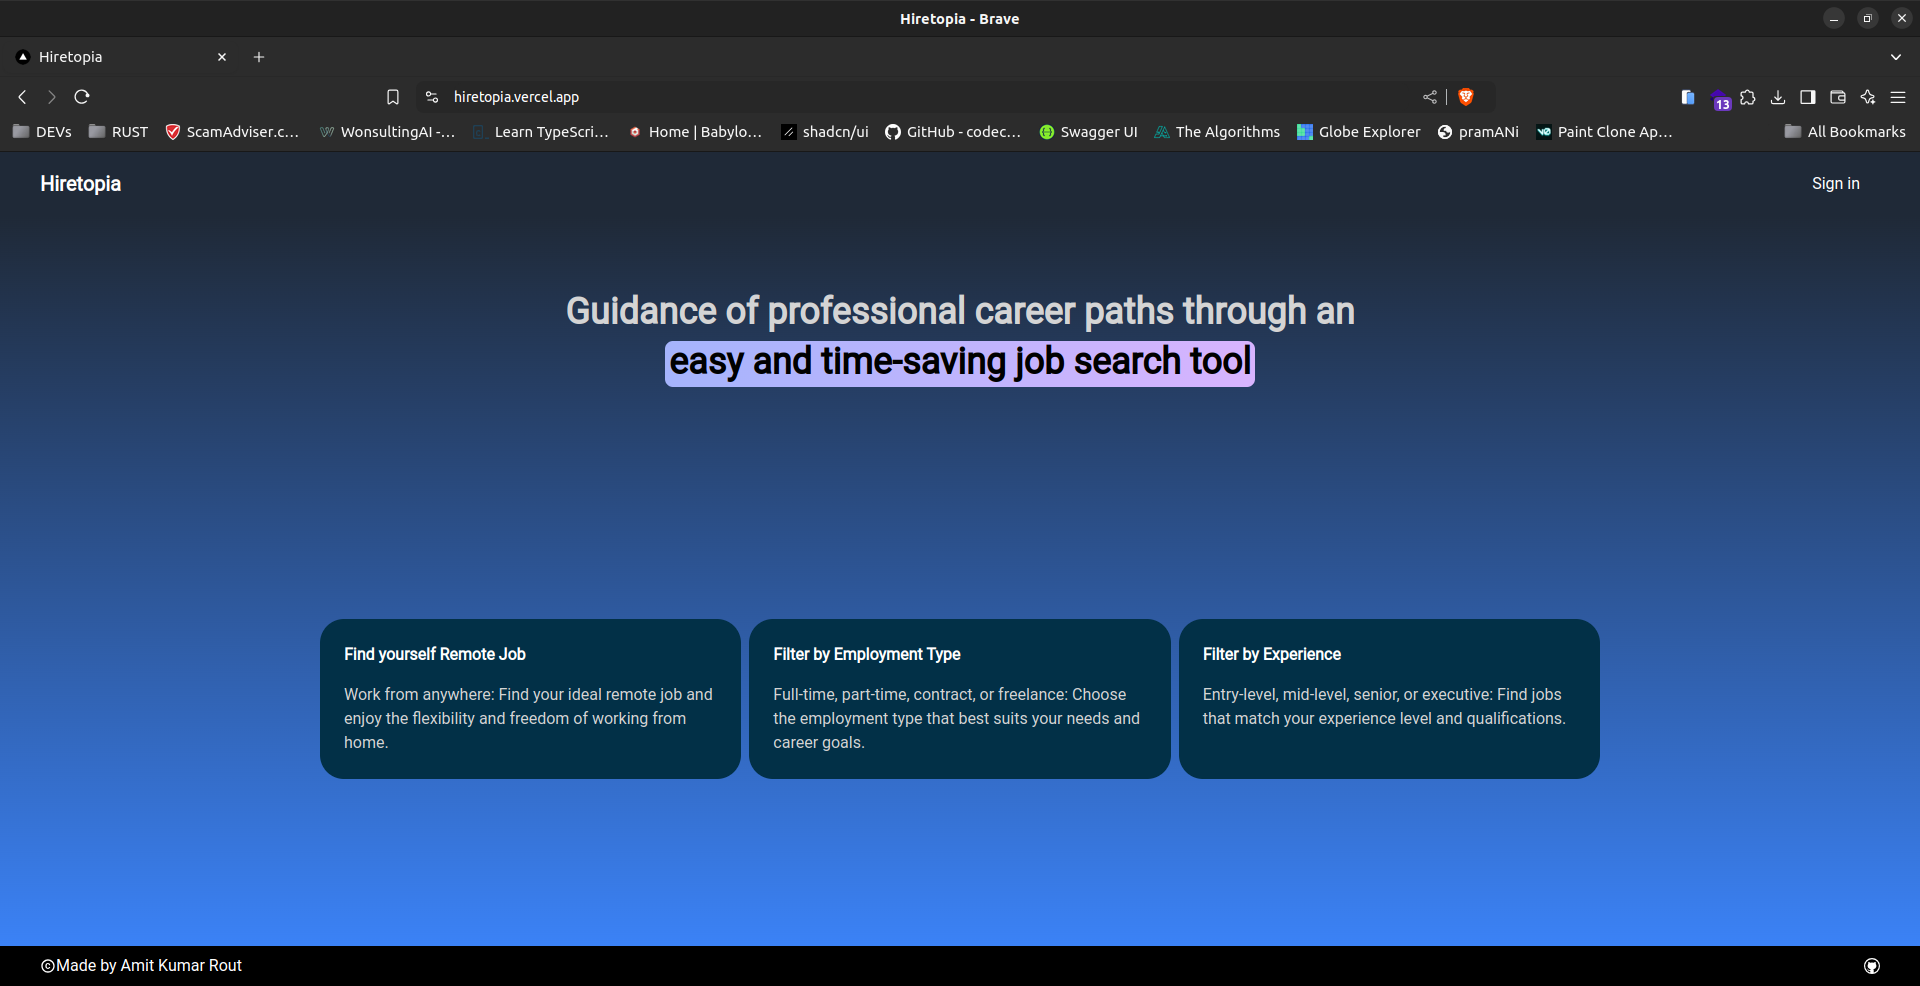 Hiretopia - Brave
Hiretopia
hiretopia.vercel.app
13
DEVs RUST ScamAdviser.c... WonsultingAI -... Learn TypeScri... Home | Babylo... shadcn/ui GitHub - codec... Swagger UI The Algorithms Globe Explorer pramANi Paint Clone Ap... All Bookmarks
Hiretopia Sign in
Guidance of professional career paths through an
easy and time-saving job search tool
Find yourself Remote Job
Work from anywhere: Find your ideal remote job and
enjoy the flexibility and freedom of working from
home.
Filter by Employment Type
Full-time, part-time, contract, or freelance: Choose
the employment type that best suits your needs and
career goals.
Filter by Experience
Entry-level, mid-level, senior, or executive: Find jobs
that match your experience level and qualifications.
©Made by Amit Kumar Rout